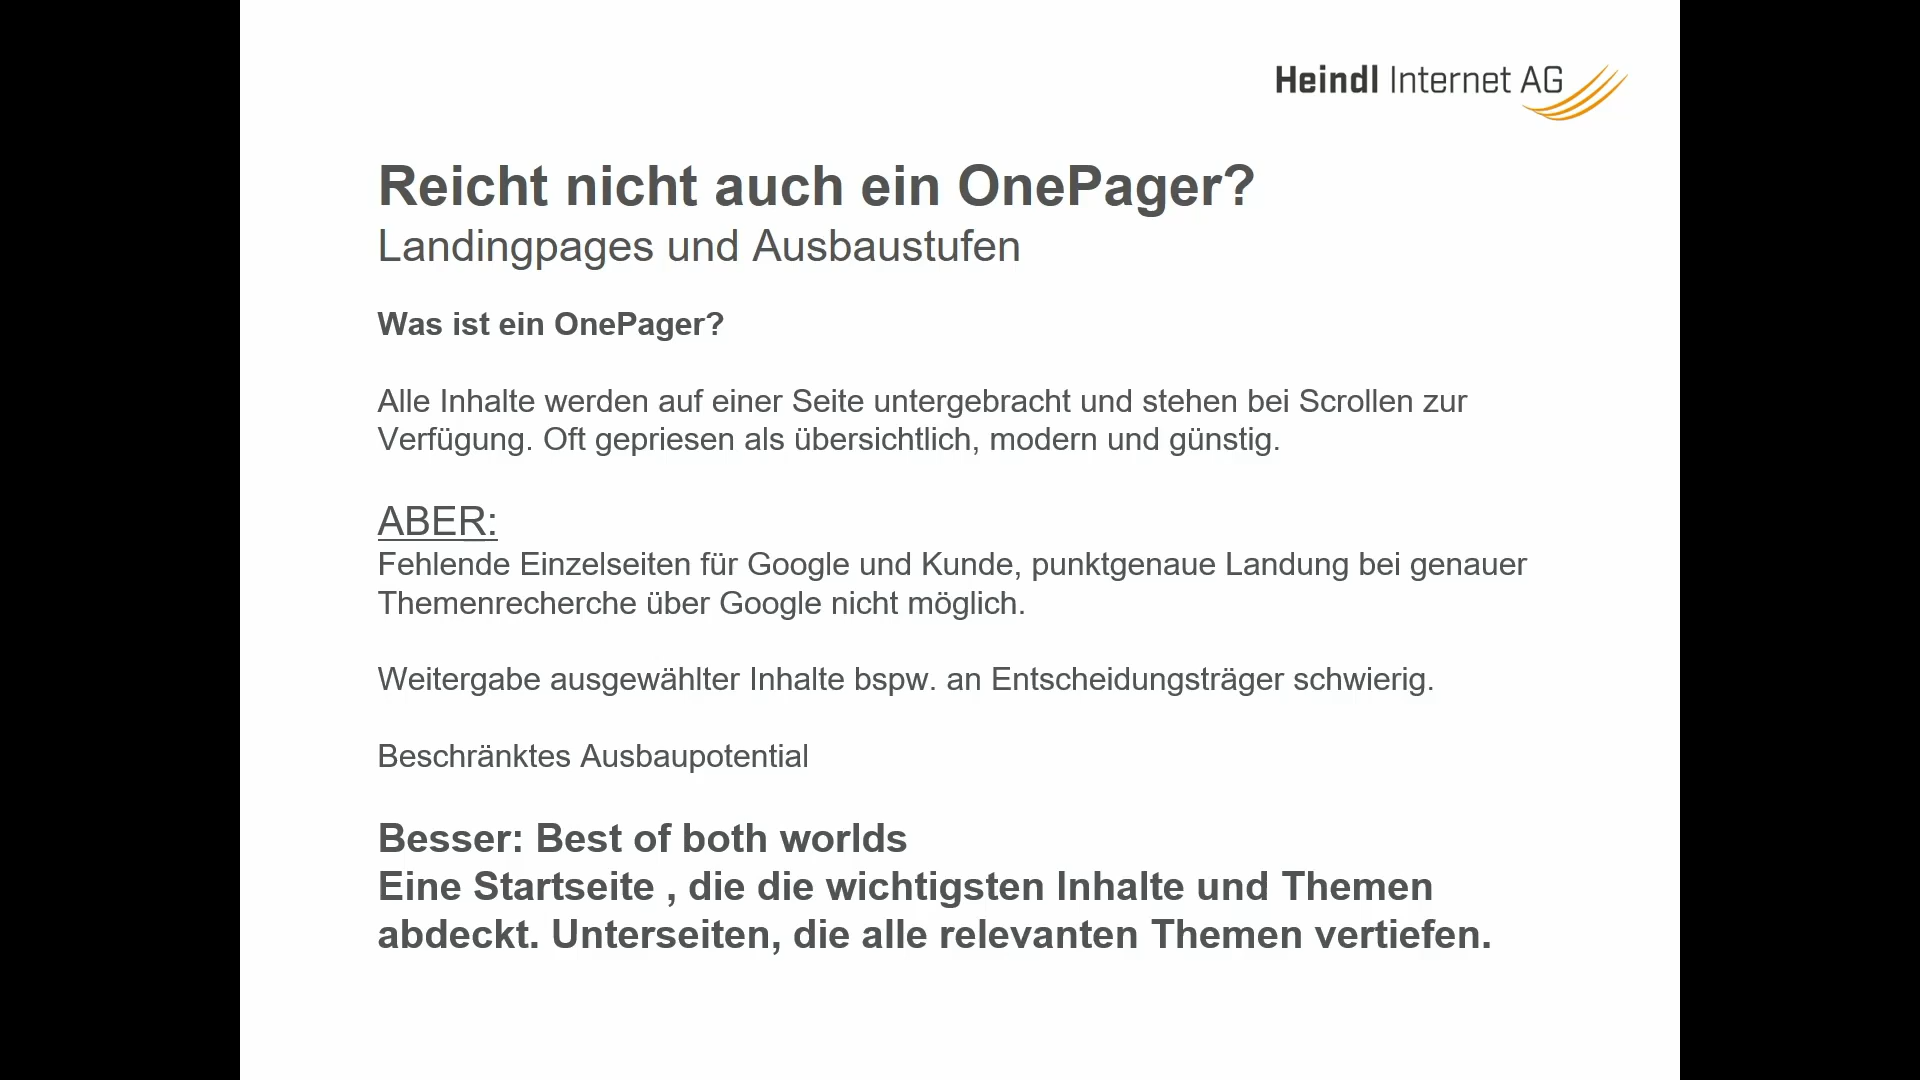 Heindl Internet AG
Reicht nicht auch ein OnePager?
Landingpages und Ausbaustufen
Was ist ein OnePager?
Alle Inhalte werden auf einer Seite untergebracht und stehen bei Scrollen zur
Verfügung. Oft gepriesen als übersichtlich, modern und günstig.
ABER:
Fehlende Einzelseiten für Google und Kunde, punktgenaue Landung bei genauer
Themenrecherche über Google nicht möglich.
Weitergabe ausgewählter Inhalte bspw. an Entscheidungsträger schwierig.
Beschränktes Ausbaupotential
Besser: Best of both worlds
Eine Startseite , die die wichtigsten Inhalte und Themen
abdeckt. Unterseiten, die alle relevanten Themen vertiefen.